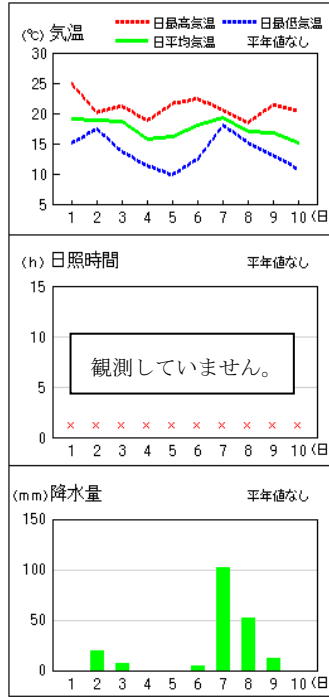 (℃) 気温 日最高気温 日最低気温
日平均気温 平年値なし
30
25
20
15
10
5
1 2 3 4 5 6 7 8 9 10 (日
(h) 日照時間 平年値なし
15
10
5
0
観測していません。
× × × × × × × × × ×
1 2 3 4 5 6 7 8 9 10 (日
(mm) 降水量 平年値なし
150
100
50
0
1 2 3 4 5 6 7 8 9 10 (日